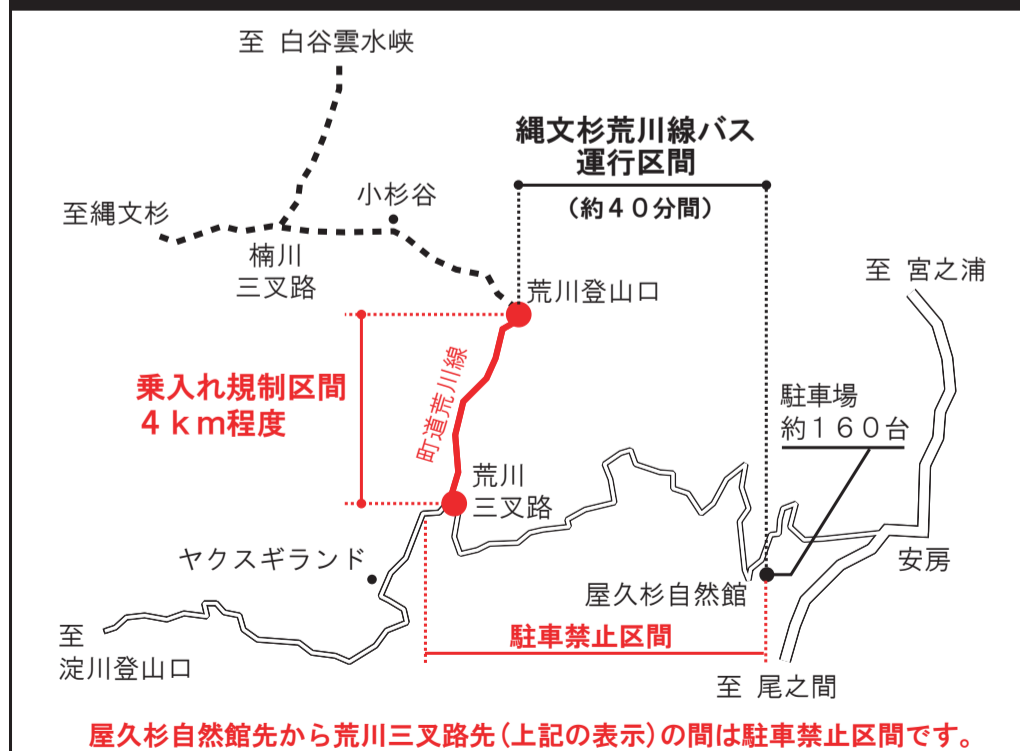 至 白谷雲水峡
縄文杉荒川線バス
運行区間
（約４０分間）
小杉谷
至縄文杉
楠川
三叉路
至 宮之浦
荒川登山口
乗入れ規制区間
４ｋｍ程度
町道荒川線
駐車場
約１６０台
荒川
三叉路
ヤクスギランド
安房
屋久杉自然館
至
淀川登山口
駐車禁止区間
至 尾之間
屋久杉自然館先から荒川三叉路先(上記の表示)の間は駐車禁止区間です。